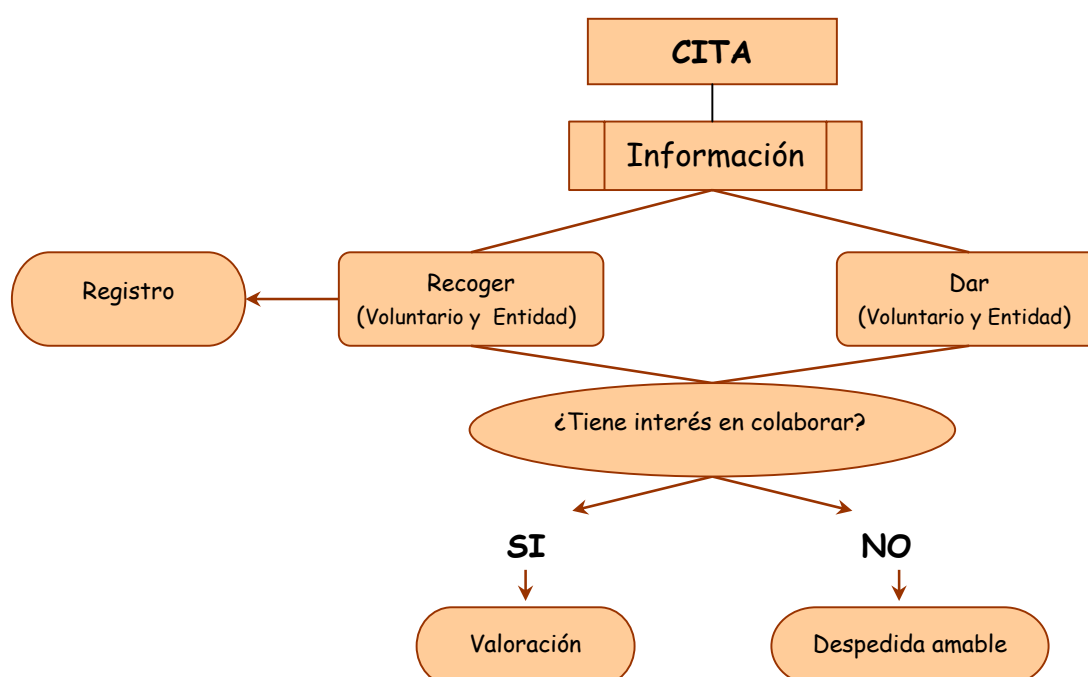 CITA
Información
Registro
Recoger
(Voluntario y Entidad)
Dar
(Voluntario y Entidad)
¿Tiene interés en colaborar?
SI
NO
Valoración
Despedida amable